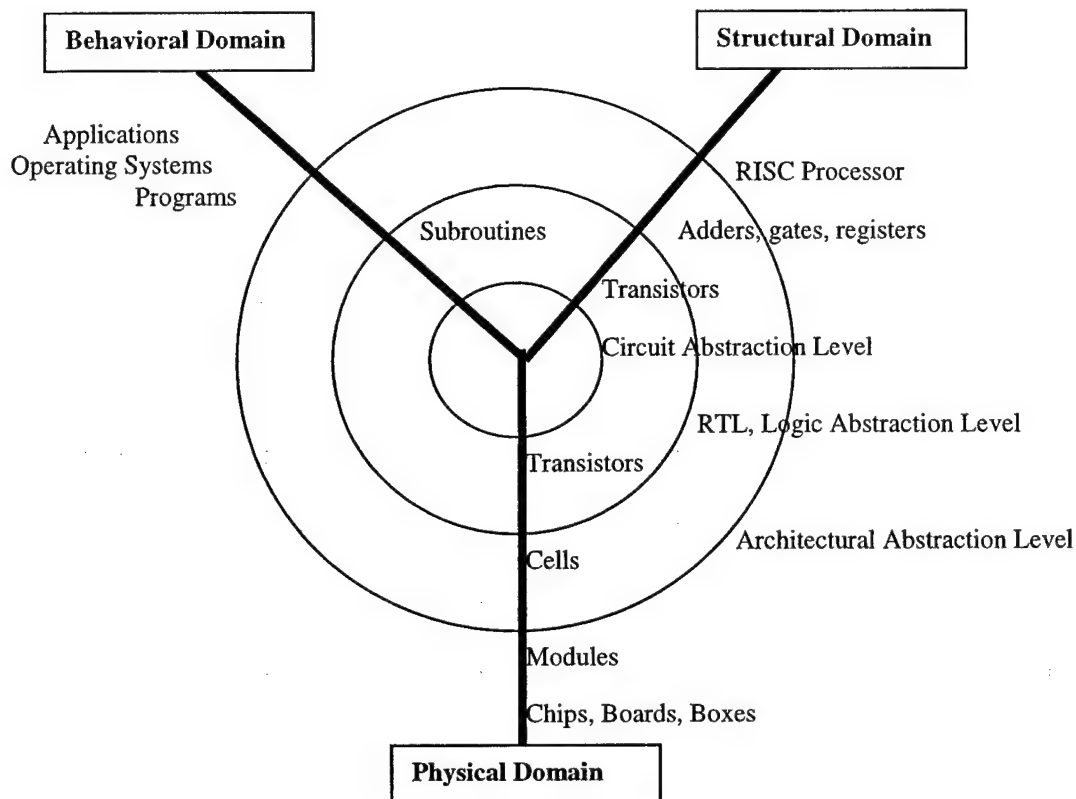 Behavioral Domain
Structural Domain
Applications
Operating Systems
Programs
RISC Processor
Subroutines
Adders, gates, registers
Transistors
Circuit Abstraction Level
RTL, Logic Abstraction Level
Transistors
Architectural Abstraction Level
Cells
Modules
Chips, Boards, Boxes
Physical Domain